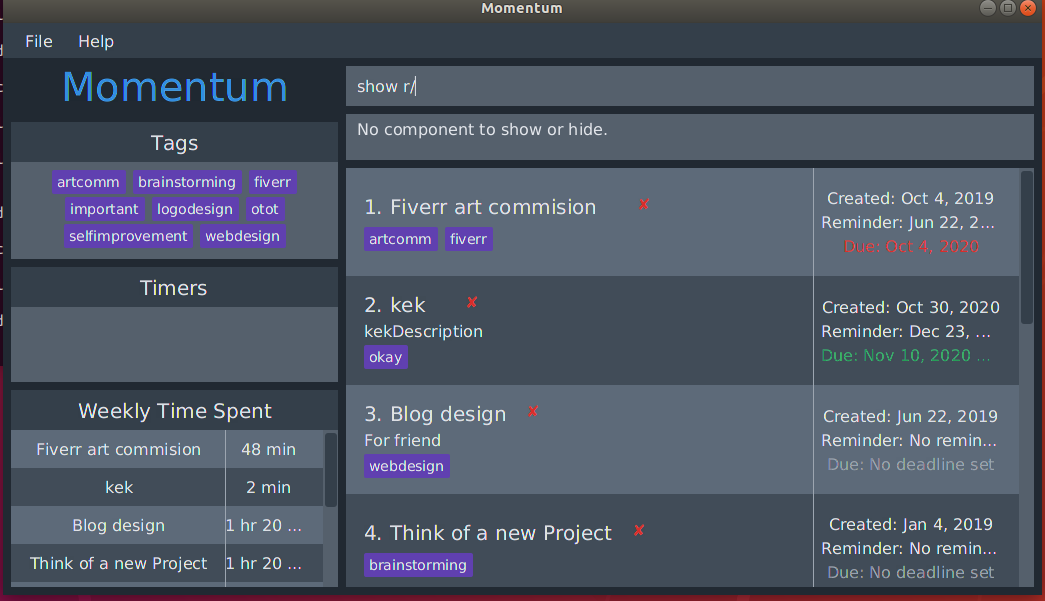 Momentum
File Help
Momentum
show r/
No component to show or hide.
Tags
artcomm brainstorming fiverr
important logodesign otot
selfimprovement webdesign
Timers
Weekly Time Spent
Fiverr art commision 48 min
kek 2 min
Blog design 1 hr 20 ...
Think of a new Project 1 hr 20 ...
1. Fiverr art commision ✘
artcomm fiverr
Created: Oct 4, 2019
Reminder: Jun 22, 2...
Due: Oct 4, 2020
2. kek ✘
kekDescription
okay
Created: Oct 30, 2020
Reminder: Dec 23, ...
Due: Nov 10, 2020 ...
3. Blog design ✘
For friend
webdesign
Created: Jun 22, 2019
Reminder: No remin...
Due: No deadline set
4. Think of a new Project ✘
brainstorming
Created: Jan 4, 2019
Reminder: No remin...
Due: No deadline set